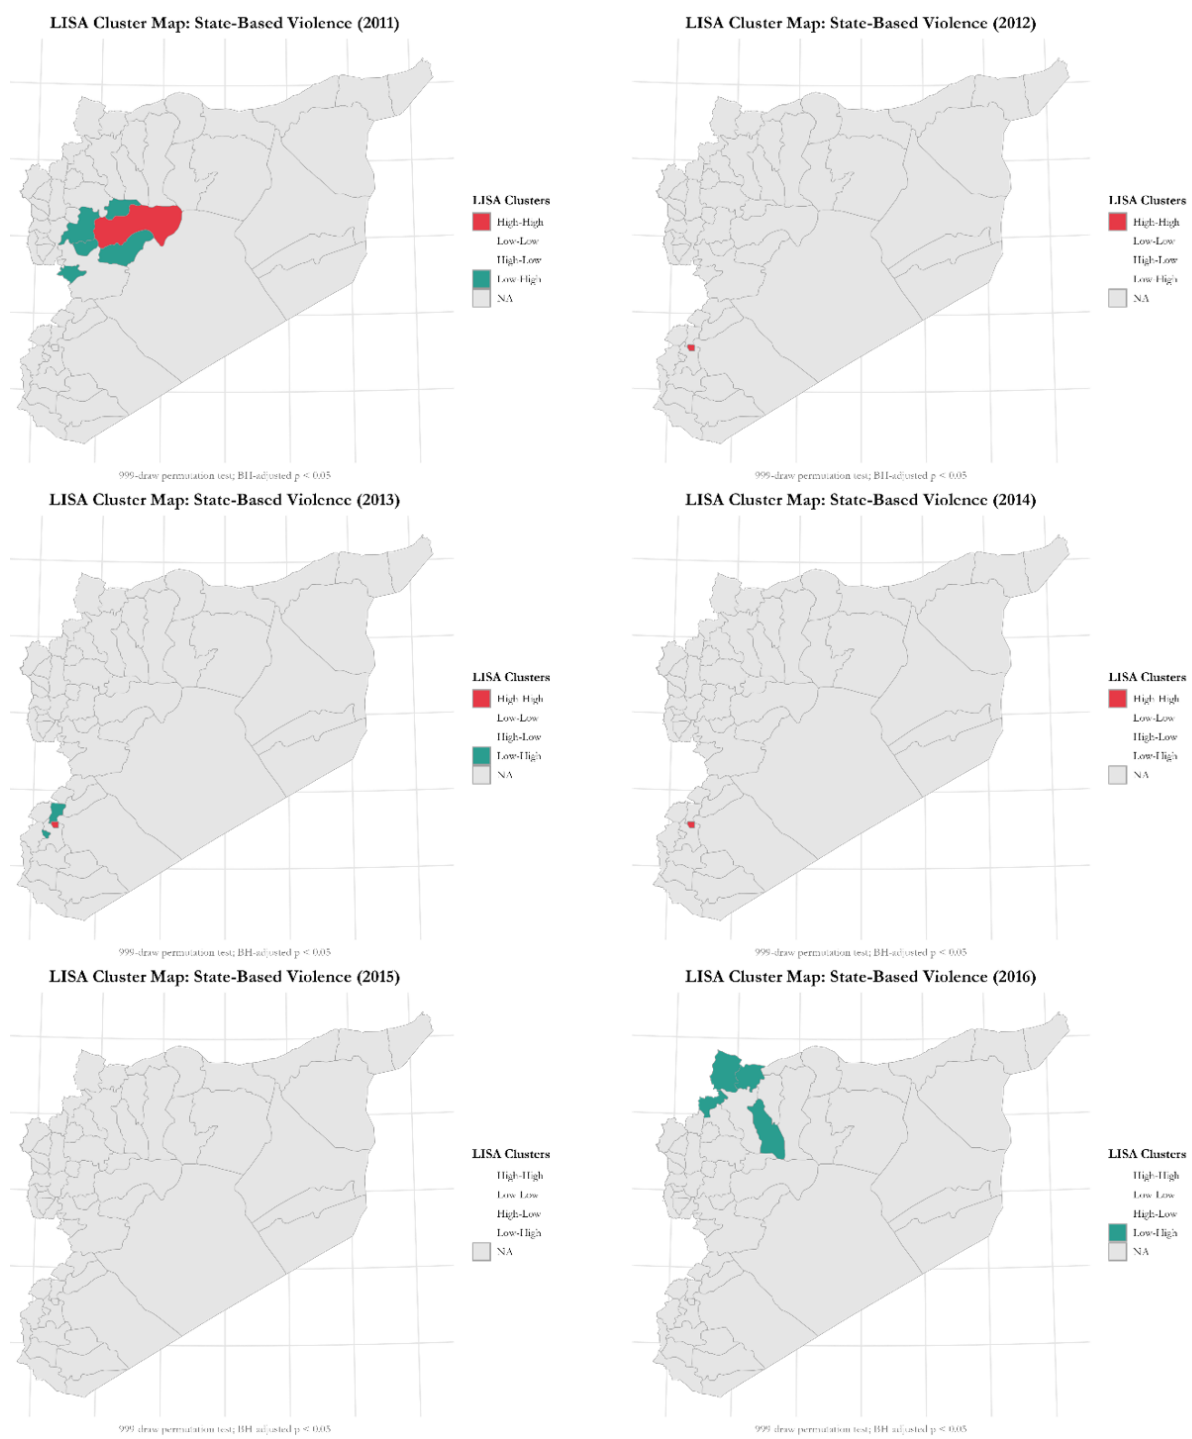 LISA Cluster Map: State-Based Violence (2011)
LISA Clusters
High-High
Low-Low
High-Low
Low-High
NA
999-draw permutation test; BH-adjusted p < 0.05
LISA Cluster Map: State-Based Violence (2012)
LISA Clusters
High-High
Low-Low
High-Low
Low-High
NA
999-draw permutation test; BH-adjusted p < 0.05
LISA Cluster Map: State-Based Violence (2013)
LISA Clusters
High-High
Low-Low
High-Low
Low-High
NA
999-draw permutation test; BH-adjusted p < 0.05
LISA Cluster Map: State-Based Violence (2014)
LISA Clusters
High-High
Low-Low
High-Low
Low-High
NA
999-draw permutation test; BH-adjusted p < 0.05
LISA Cluster Map: State-Based Violence (2015)
LISA Clusters
High-High
Low-Low
High-Low
Low-High
NA
999-draw permutation test; BH-adjusted p < 0.05
LISA Cluster Map: State-Based Violence (2016)
LISA Clusters
High-High
Low-Low
High-Low
Low-High
NA
999-draw permutation test; BH-adjusted p < 0.05